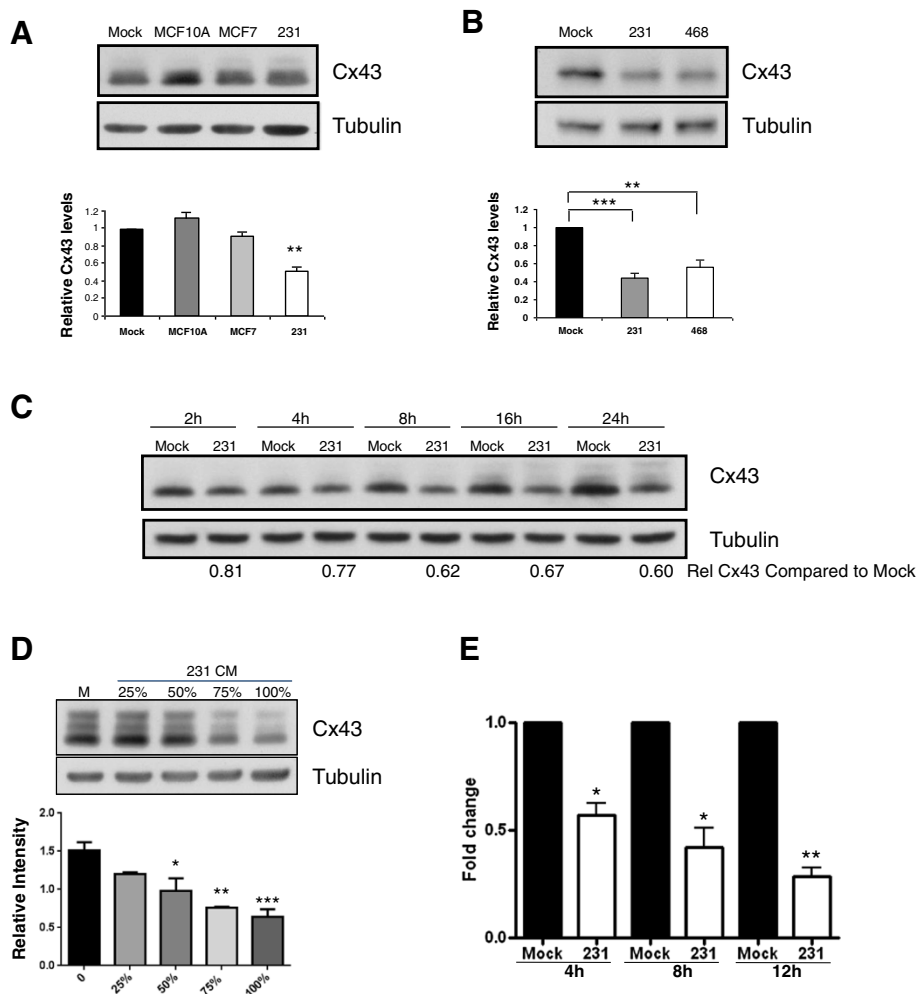 A
Mock MCF10A MCF7 231
Cx43
Tubulin
Relative Cx43 levels
1.2
1
0.8
0.6
0.4
0.2
0
**
Mock MCF10A MCF7 231
B
Mock 231 468
Cx43
Tubulin
**
***
Relative Cx43 levels
1.2
1
0.8
0.6
0.4
0.2
0
Mock 231 468
C
2h 4h 8h 16h 24h
Mock 231 Mock 231 Mock 231 Mock 231 Mock 231
Cx43
Tubulin
0.81 0.77 0.62 0.67 0.60 Rel Cx43 Compared to Mock
D
231 CM
M 25% 50% 75% 100%
Cx43
Tubulin
Relative Intensity
2.0
1.5
1.0
0.5
0.0
* ** ***
0 25% 50% 75% 100%
E
Fold change
1.0
0.5
0.0
* * **
Mock 231 Mock 231 Mock 231
4h 8h 12h